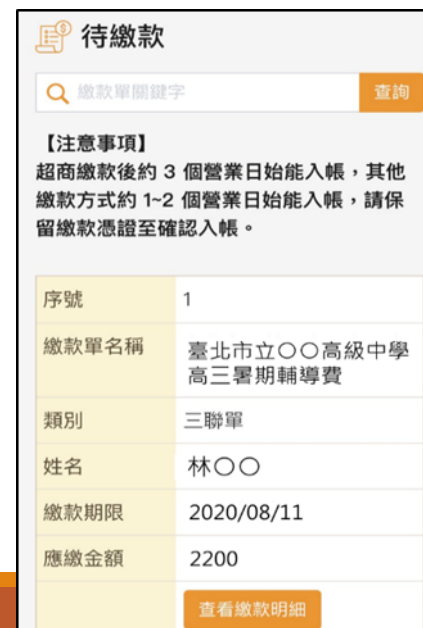 待繳款
繳款單關鍵字
查詢
【注意事項】
超商繳款後約 3 個營業日始能入帳，其他
繳款方式約 1~2 個營業日始能入帳，請保
留繳款憑證至確認入帳。
序號 1
繳款單名稱 臺北市立○○高級中學
高三暑期輔導費
類別 三聯單
姓名 林○○
繳款期限 2020/08/11
應繳金額 2200
查看繳款明細